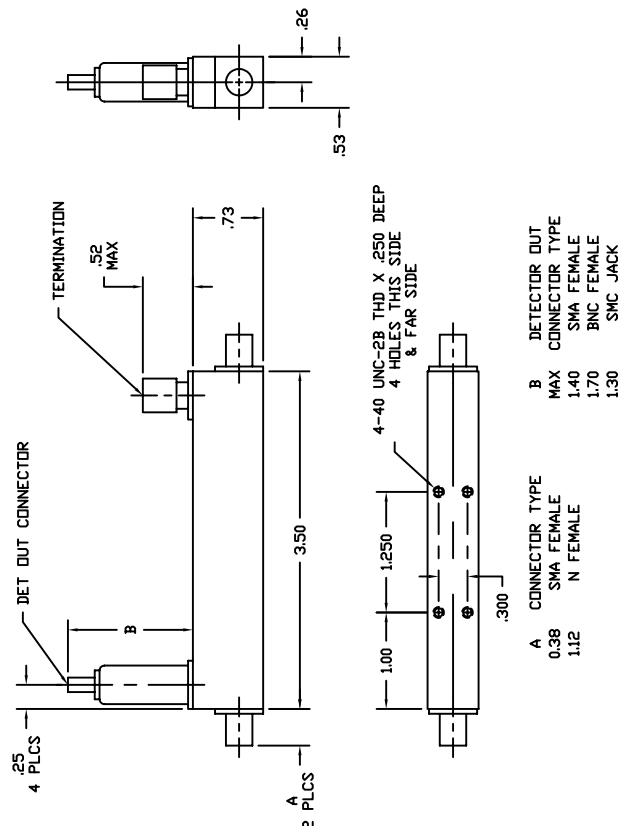 .26
.53
TERMINATION
.52
MAX
.73
DET OUT CONNECTOR
B
.25
4 PLCS
3.50
A
2 PLCS
4-40 UNC-2B THD X .250 DEEP
4 HOLES THIS SIDE
& FAR SIDE
1.250
1.00
.300
A CONNECTOR TYPE
0.38 SMA FEMALE
1.12 N FEMALE
B DETECTOR OUT
MAX CONNECTOR TYPE
1.40 SMA FEMALE
1.70 BNC FEMALE
1.30 SMC JACK